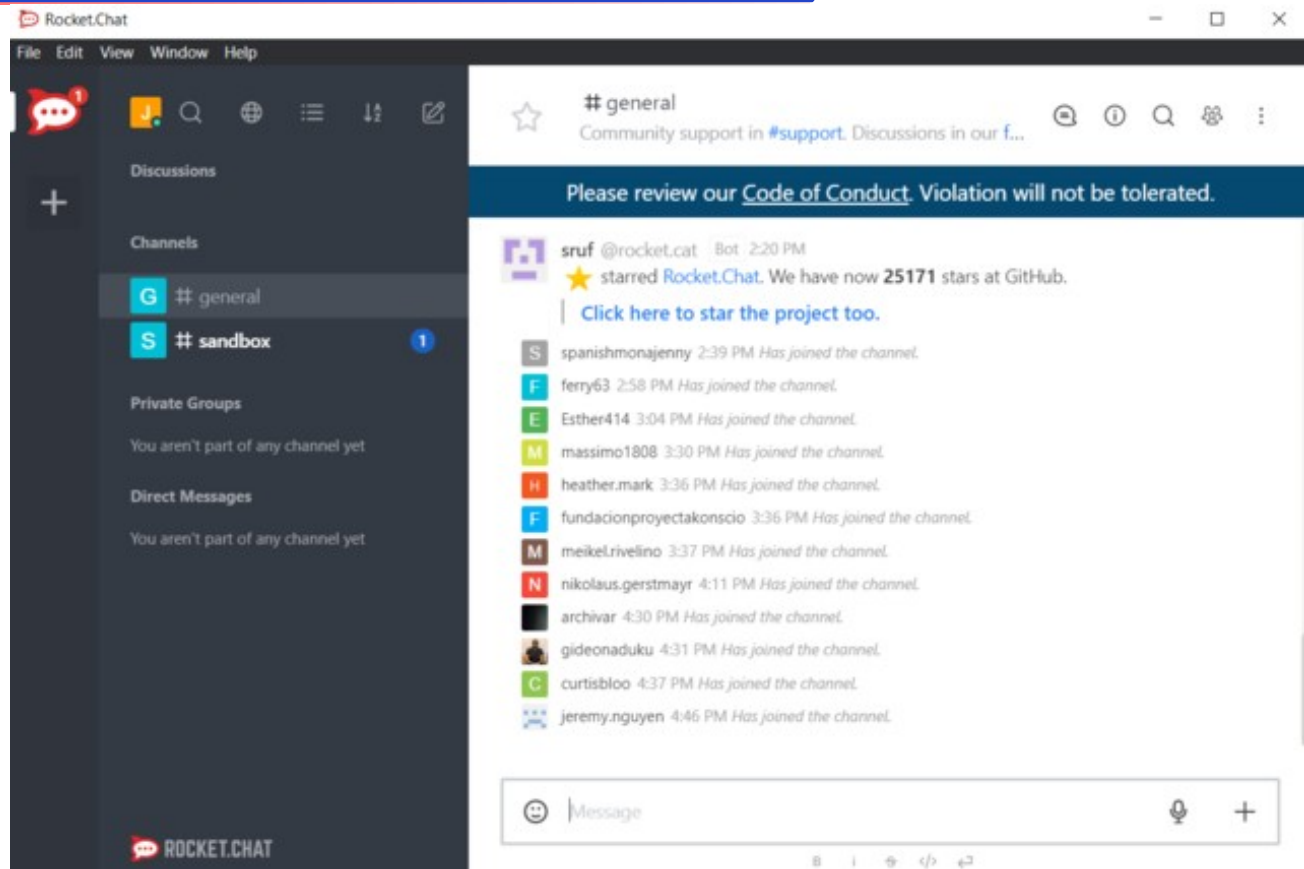 Rocket.Chat
File Edit View Window Help
1
J
Discussions
Channels
G # general
S # sandbox 1
Private Groups
You aren't part of any channel yet
Direct Messages
You aren't part of any channel yet
ROCKET.CHAT
# general
Community support in #support. Discussions in our f...
Please review our Code of Conduct. Violation will not be tolerated.
sruf @rocket.cat Bot 2:20 PM
starred Rocket.Chat. We have now 25171 stars at GitHub.
Click here to star the project too.
S spanishmonajenny 2:39 PM Has joined the channel.
F ferry63 2:58 PM Has joined the channel.
E Esther414 3:04 PM Has joined the channel.
M massimo1808 3:30 PM Has joined the channel.
H heather.mark 3:36 PM Has joined the channel.
F fundacionproyectakonscio 3:36 PM Has joined the channel.
M meikel.rivelino 3:37 PM Has joined the channel.
N nikolaus.gerstmayr 4:11 PM Has joined the channel.
archivar 4:30 PM Has joined the channel.
gideonaduku 4:31 PM Has joined the channel.
C curtisbloo 4:37 PM Has joined the channel.
jeremy.nguyen 4:46 PM Has joined the channel.
Message
B i S </>